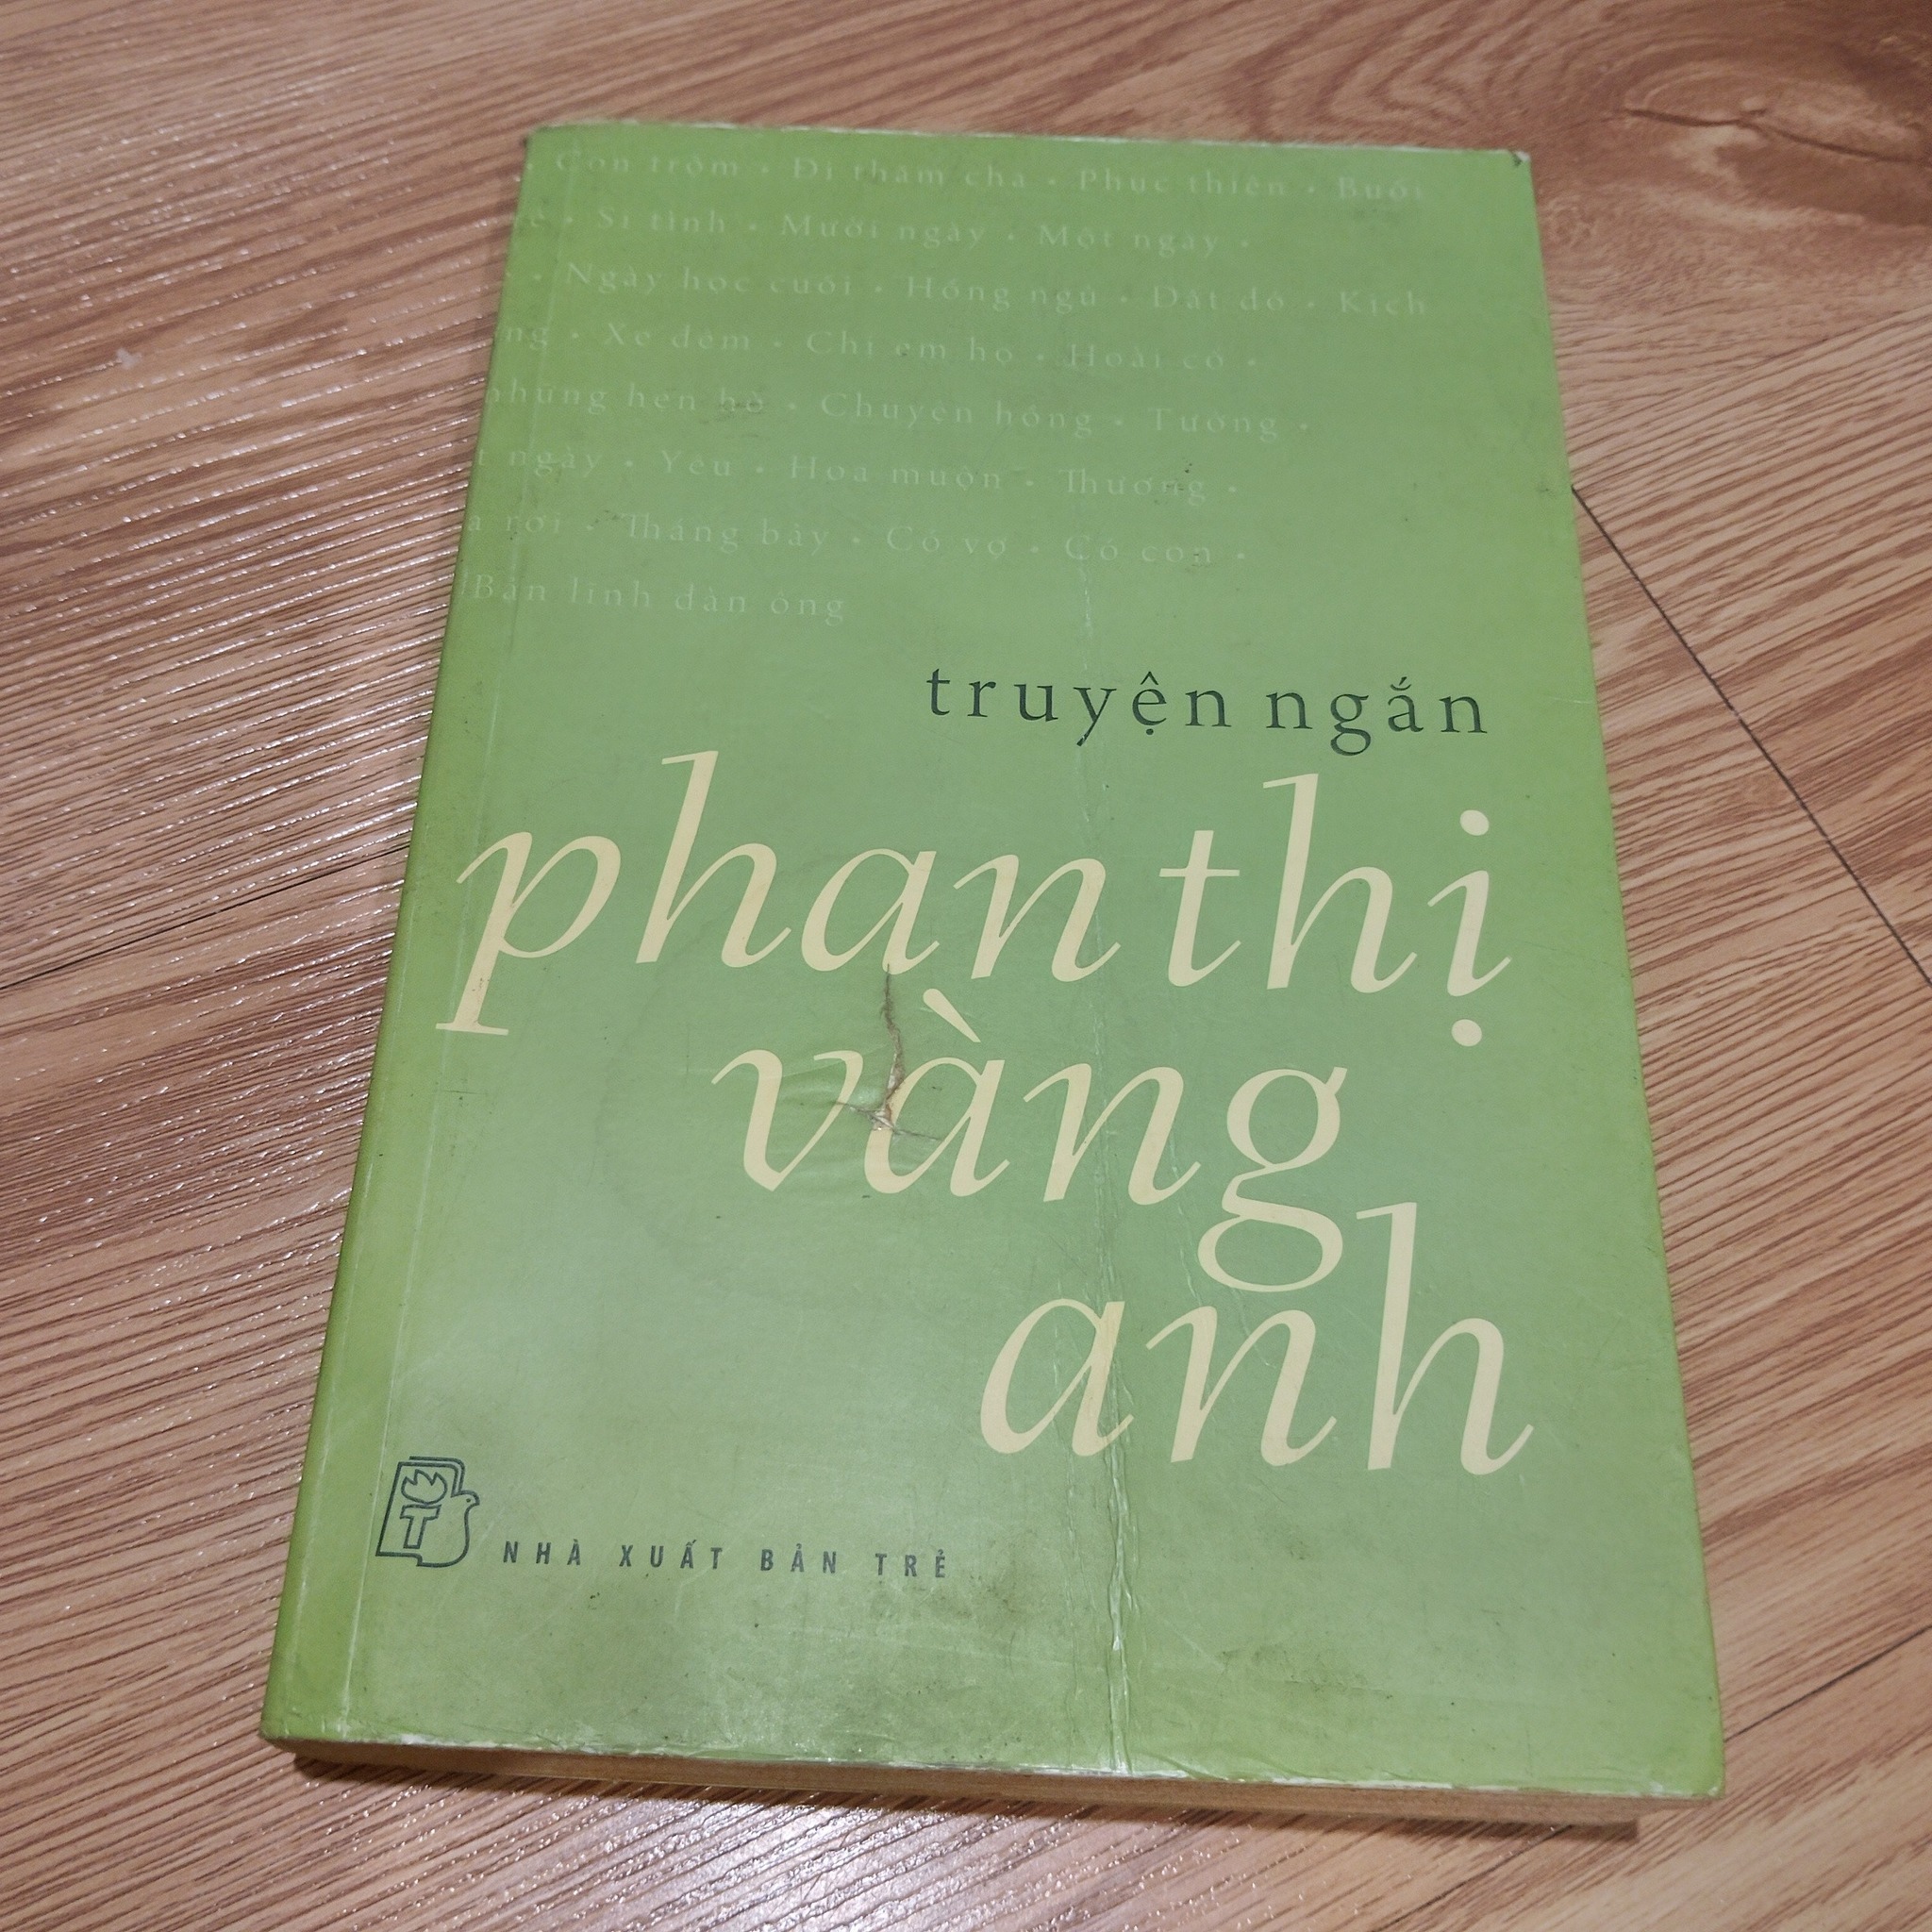 · Con trộm · Đi thăm cha · Phục thiện · Buổi
· Si tình · Mười ngày · Một ngày ·
· Ngày học cuối · Hồng ngủ · Đất đỏ · Kịch
ng · Xe đêm · Chị em họ · Hoài cổ ·
những hẹn hò · Chuyện hồng · Tường ·
t ngày · Yêu · Hoa muộn · Thương ·
a rơi · Tháng bảy · Có vợ · Có con ·
Bản lĩnh đàn ông
truyện ngắn
phan thị
vàng
anh
T
NHÀ XUẤT BẢN TRẺ